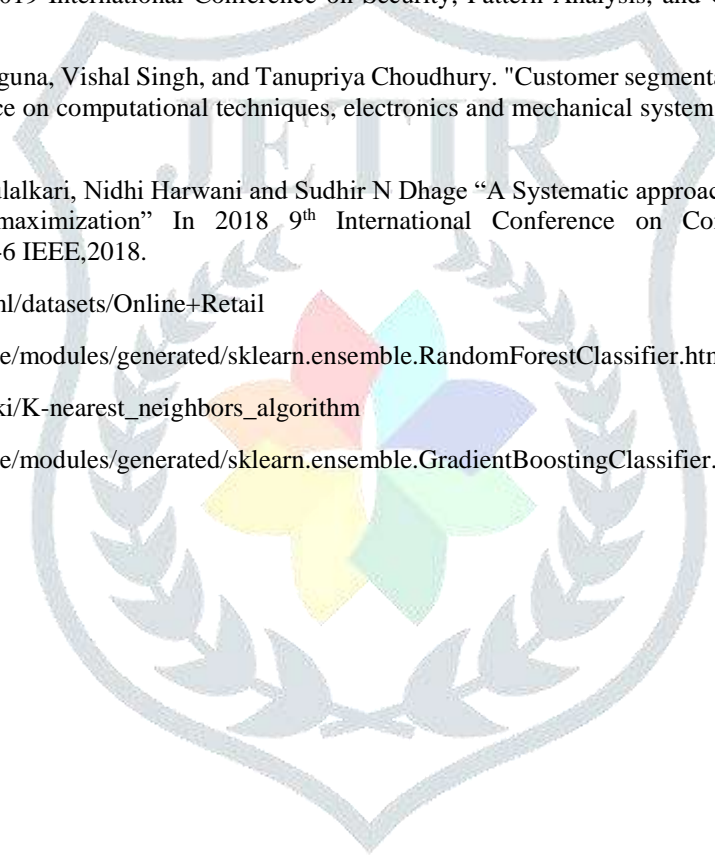 2019 International Conference on Security, Pattern Analysis, and
guna, Vishal Singh, and Tanupriya Choudhury. "Customer segmenta
ce on computational techniques, electronics and mechanical system
JETIR
lalkari, Nidhi Harwani and Sudhir N Dhage “A Systematic approac
maximization” In 2018 9th International Conference on Co
-6 IEEE,2018.
nl/datasets/Online+Retail
e/modules/generated/sklearn.ensemble.RandomForestClassifier.htm
ki/K-nearest_neighbors_algorithm
e/modules/generated/sklearn.ensemble.GradientBoostingClassifier.